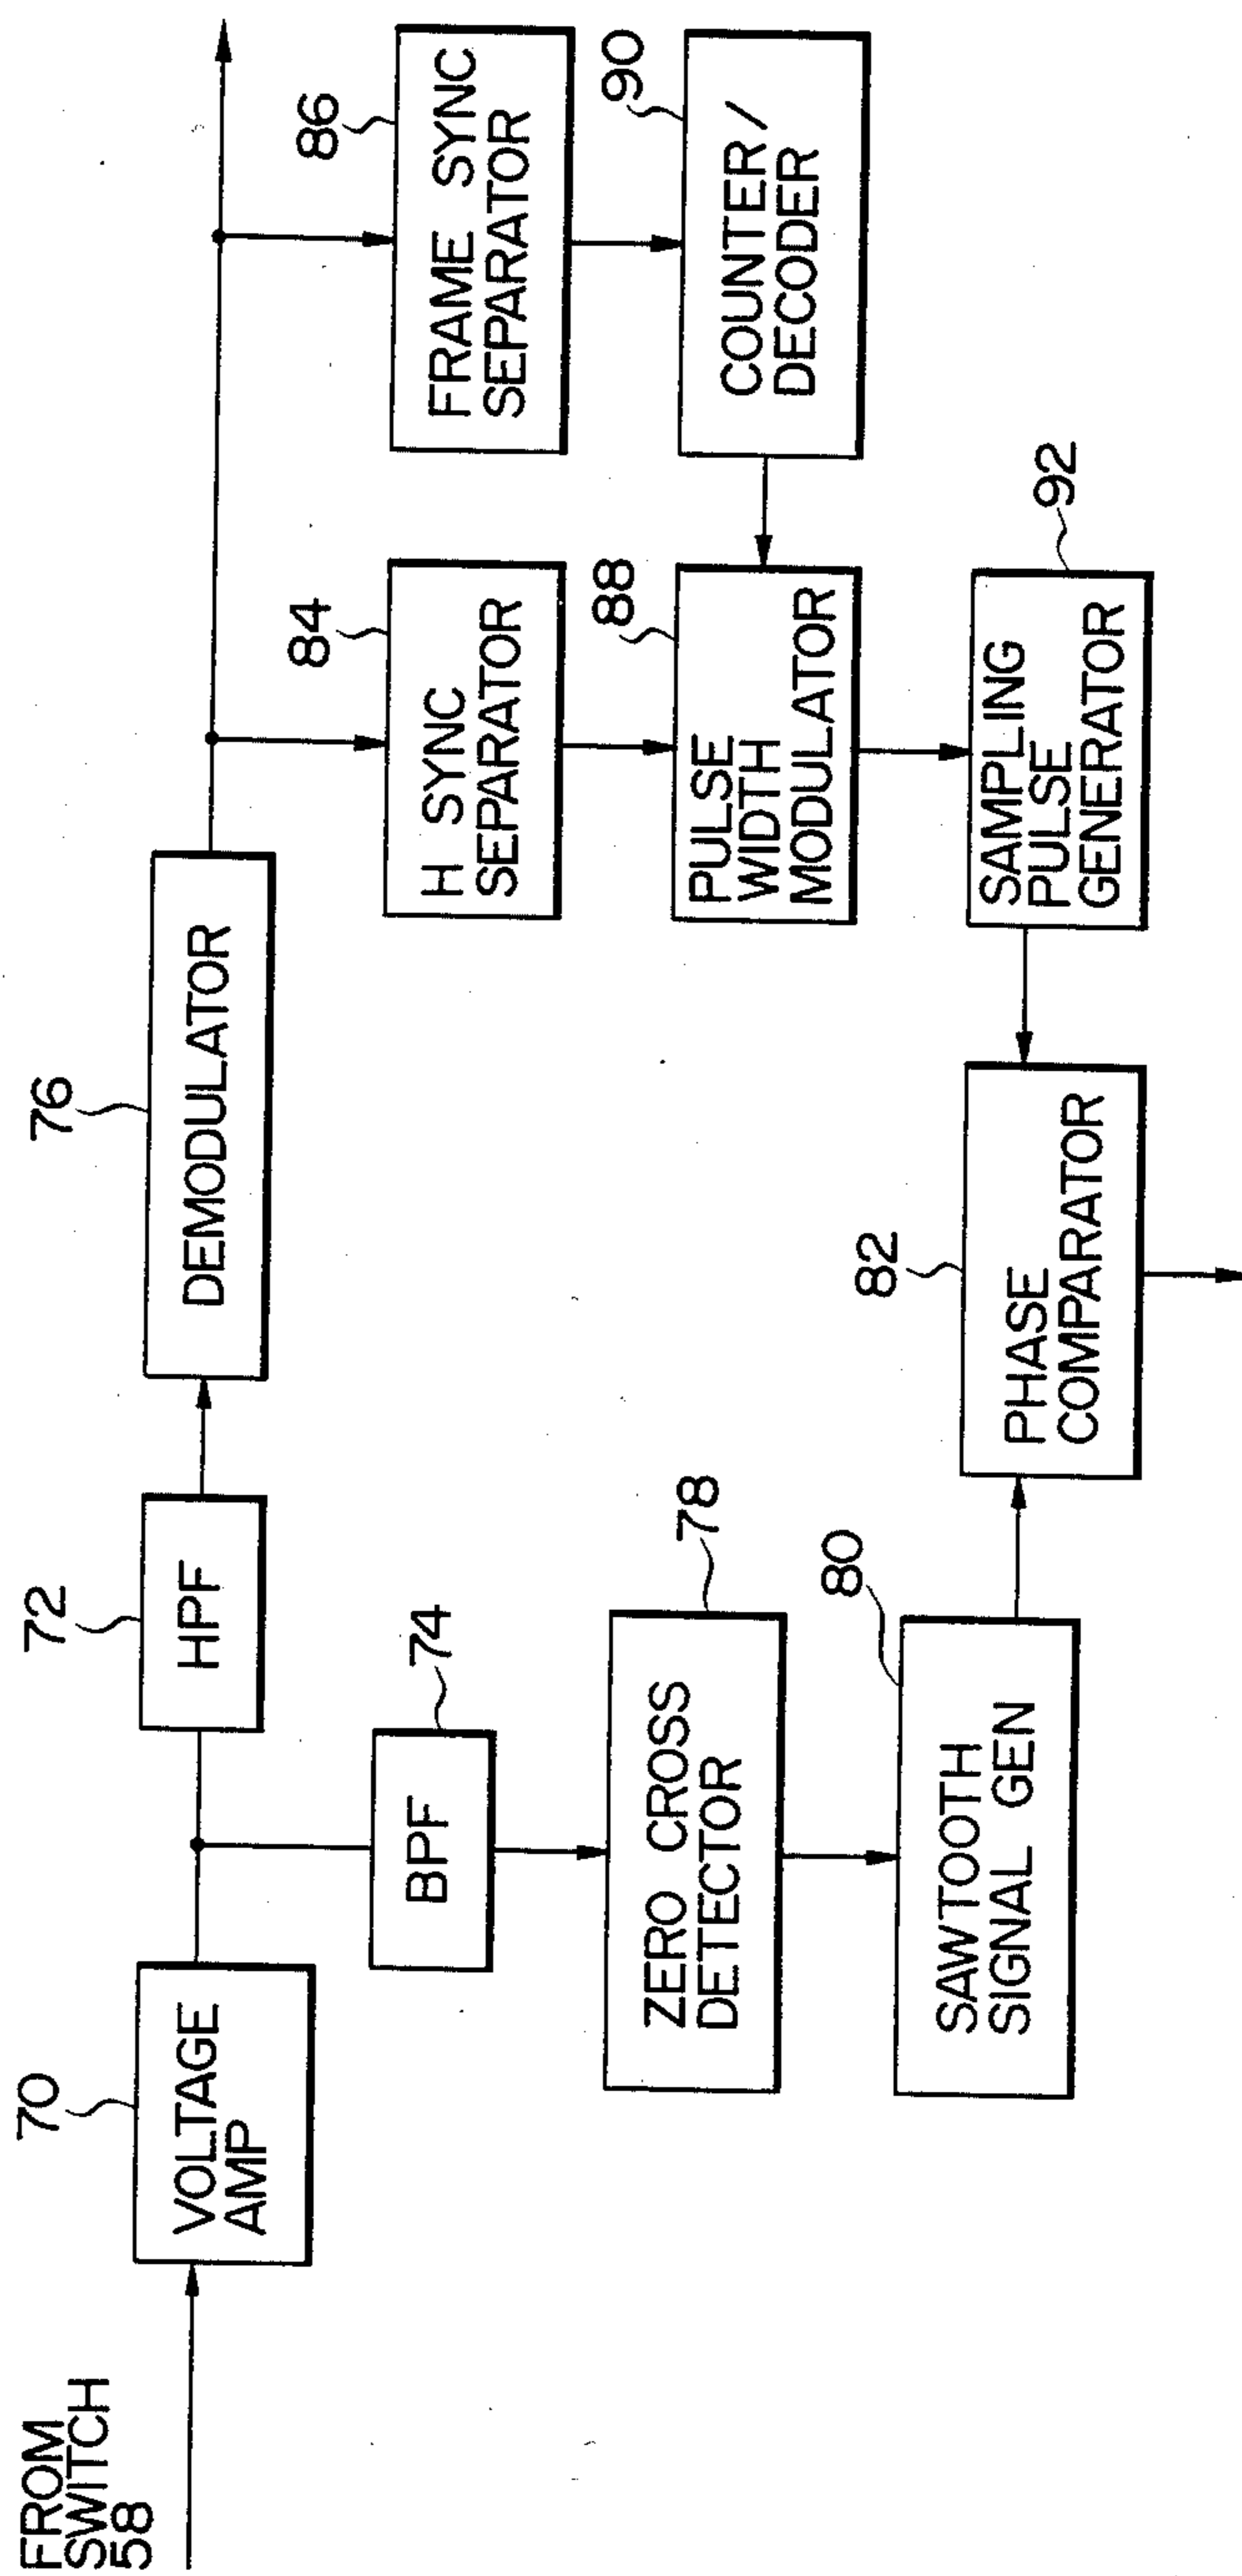 FROM
SWITCH
58
70
VOLTAGE
AMP
72
HPF
76
DEMODULATOR
74
BPF
84
H SYNC
SEPARATOR
86
FRAME SYNC
SEPARATOR
78
ZERO CROSS
DETECTOR
88
PULSE
WIDTH
MODULATOR
90
COUNTER/
DECODER
80
SAWTOOTH
SIGNAL GEN
82
PHASE
COMPARATOR
92
SAMPLING
PULSE
GENERATOR